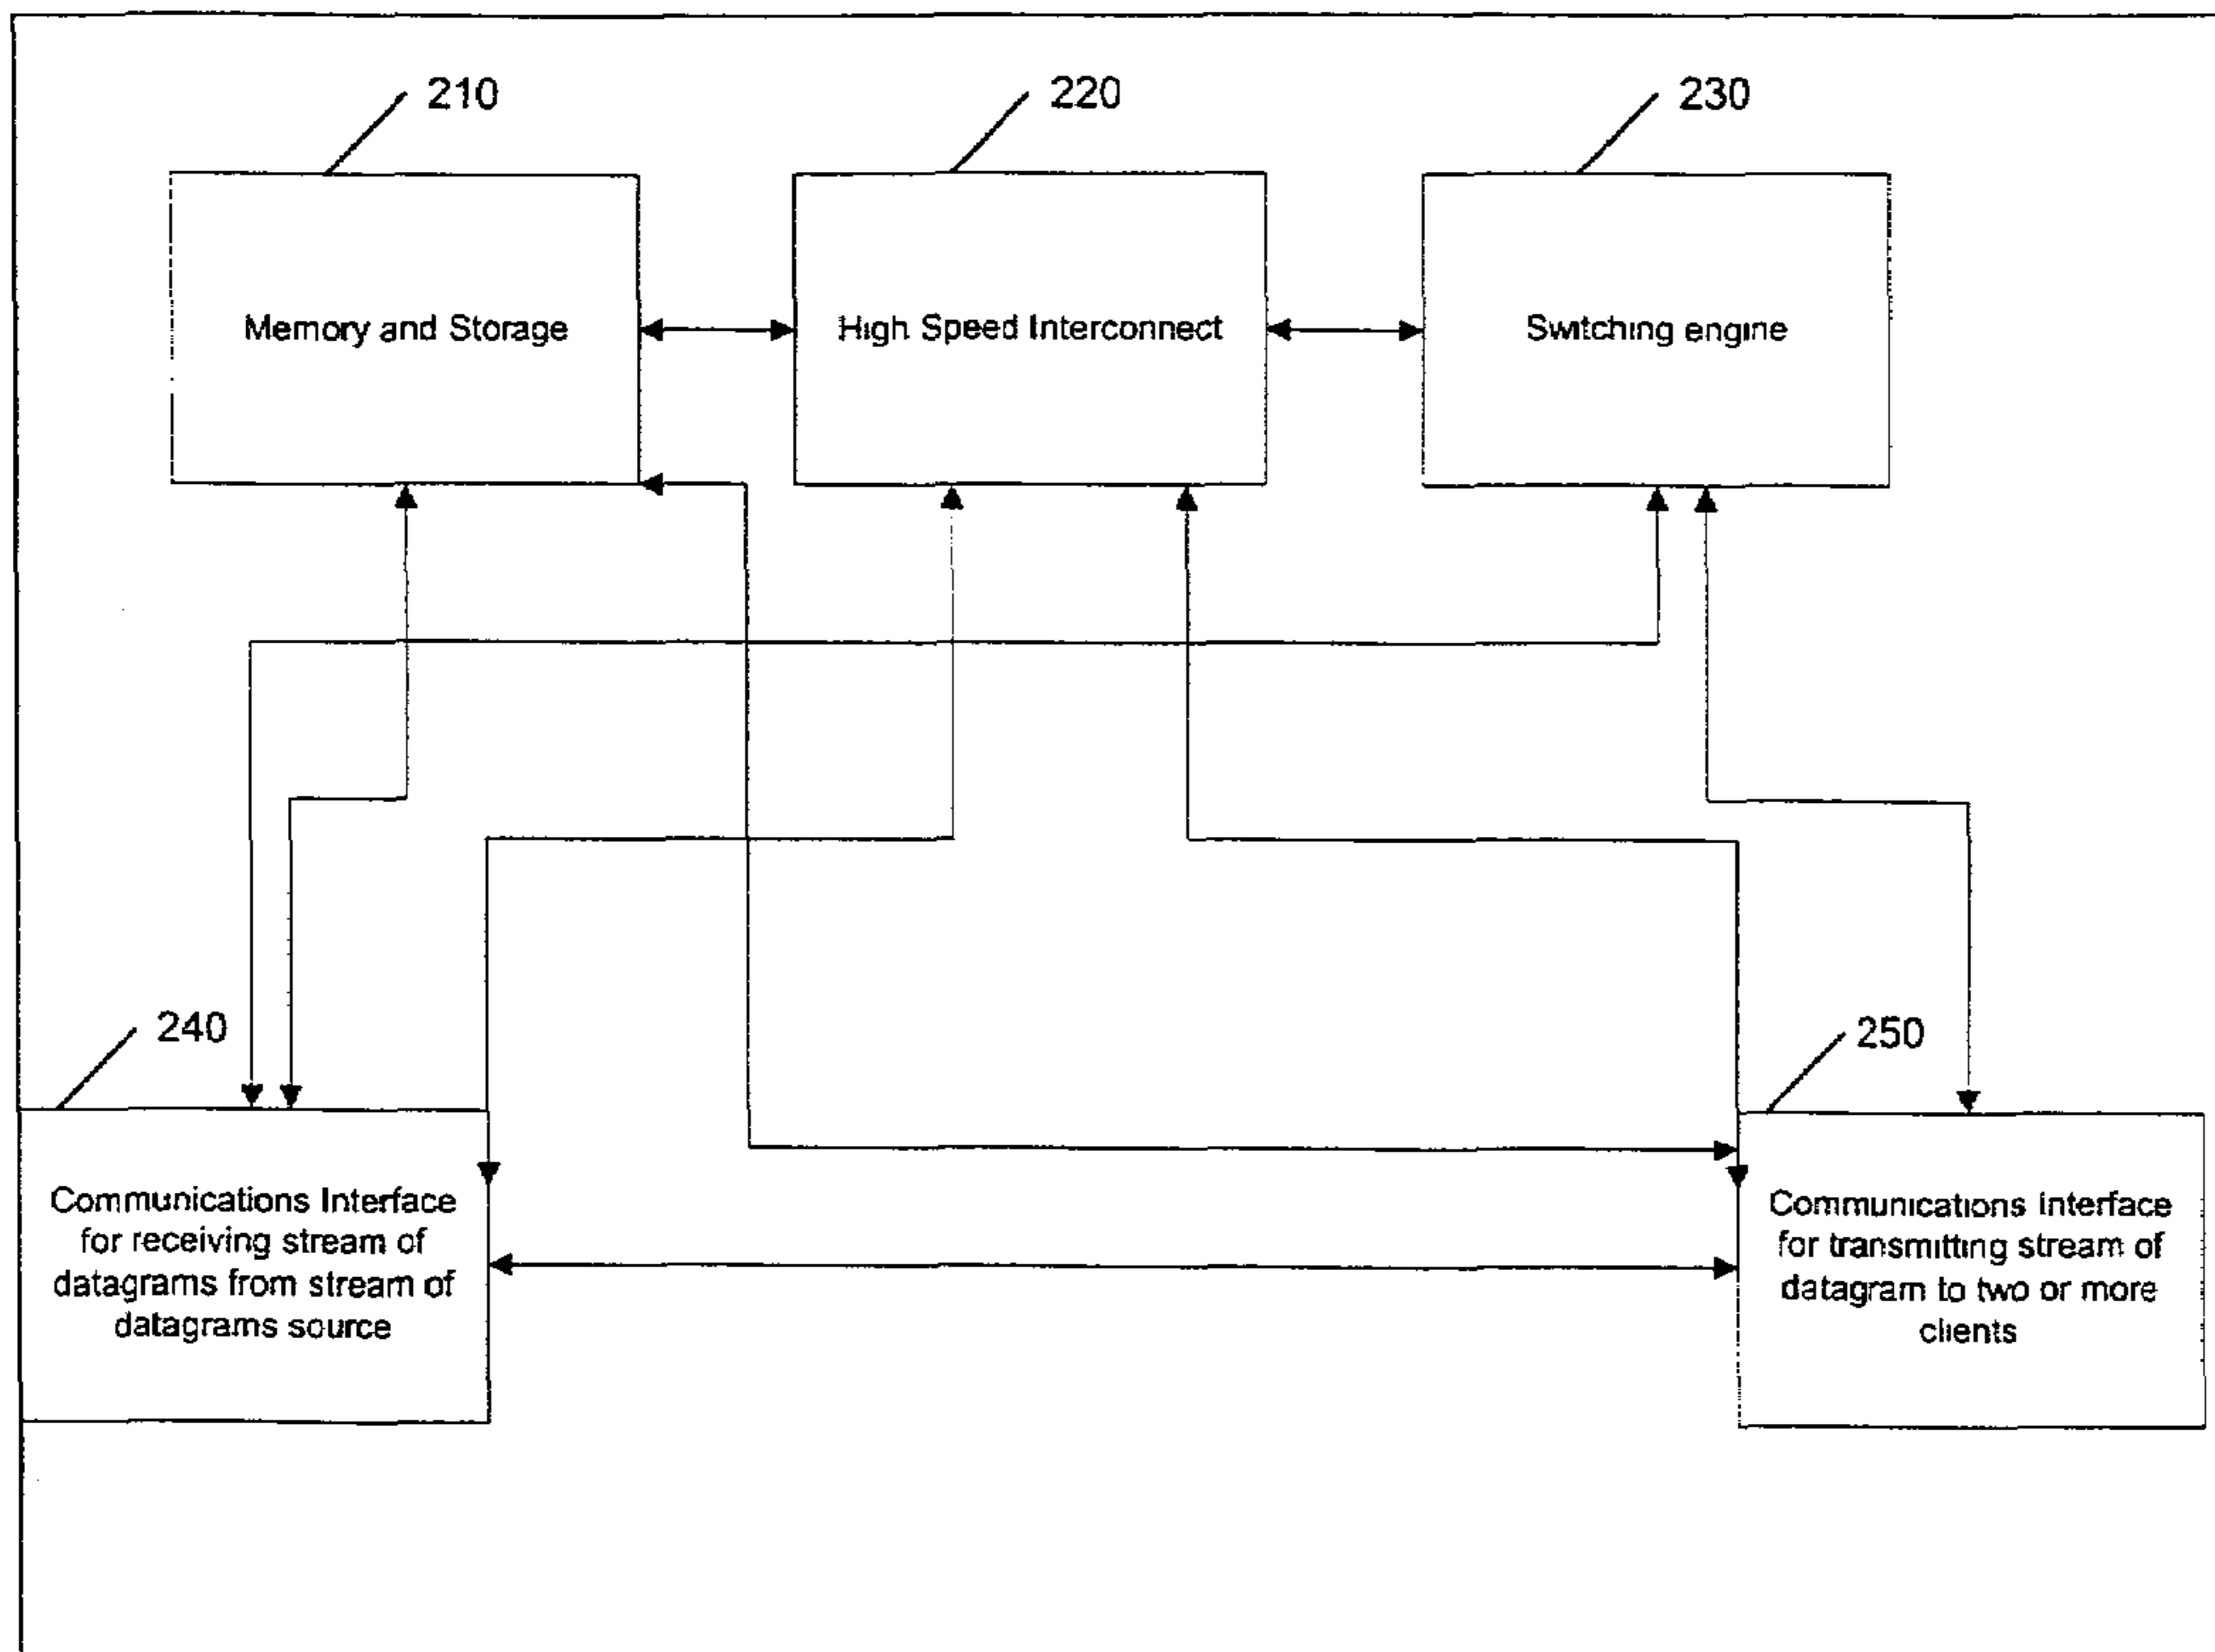 210
220
230
Memory and Storage
High Speed Interconnect
Switching engine
240
250
Communications Interface
for receiving stream of
datagrams from stream of
datagrams source
Communications Interface
for transmitting stream of
datagram to two or more
clients